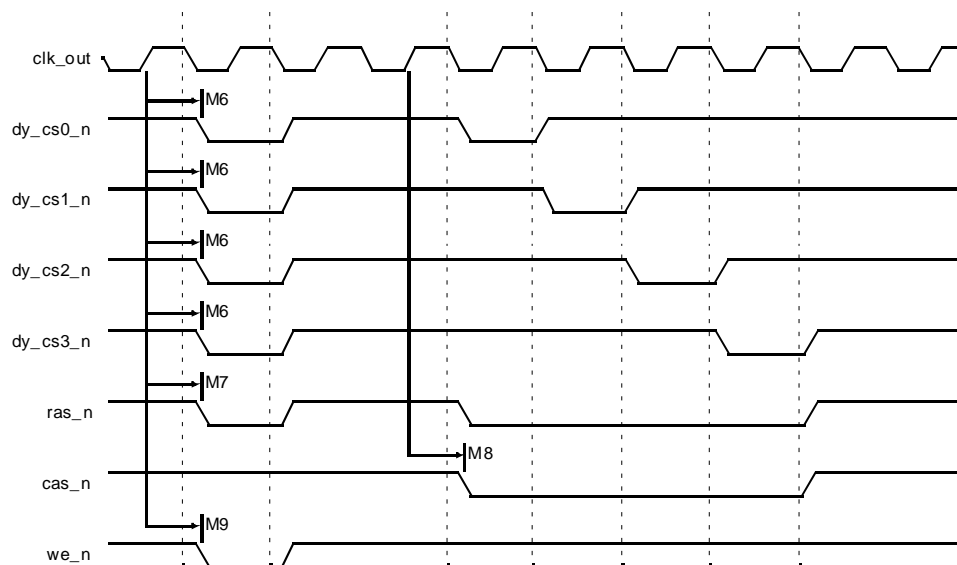 clk_out
M6
dy_cs0_n
M6
dy_cs1_n
M6
dy_cs2_n
M6
dy_cs3_n
M7
ras_n
M8
cas_n
M9
we_n